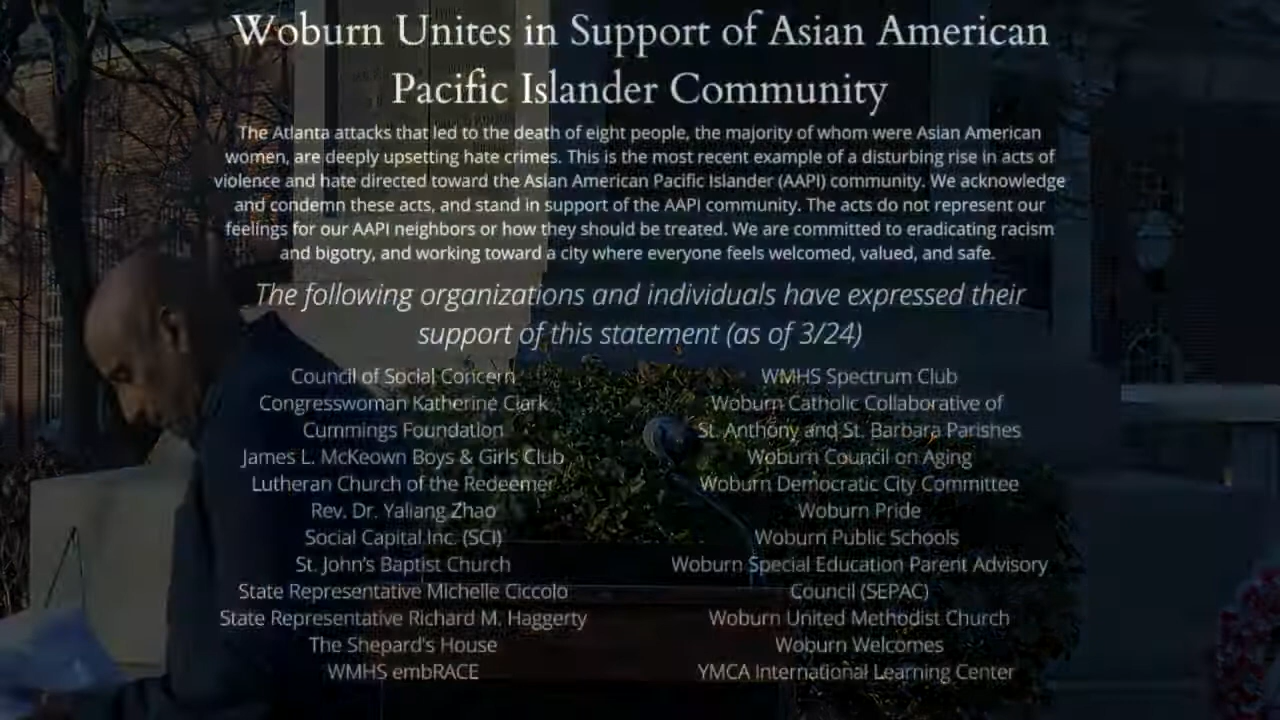 Woburn Unites in Support of Asian American
Pacific Islander Community
The Atlanta attacks that led to the death of eight people, the majority of whom were Asian American
women, are deeply upsetting hate crimes. This is the most recent example of a disturbing rise in acts of
violence and hate directed toward the Asian American Pacific Islander (AAPI) community. We acknowledge
and condemn these acts, and stand in support of the AAPI community. The acts do not represent our
feelings for our AAPI neighbors or how they should be treated. We are committed to eradicating racism
and bigotry, and working toward a city where everyone feels welcomed, valued, and safe.
The following organizations and individuals have expressed their
support of this statement (as of 3/24)
Council of Social Concern
Congresswoman Katherine Clark
Cummings Foundation
James L. McKeown Boys & Girls Club
Lutheran Church of the Redeemer
Rev. Dr. Yaliang Zhao
Social Capital Inc. (SCI)
St. John's Baptist Church
State Representative Michelle Ciccolo
State Representative Richard M. Haggerty
The Shepard's House
WMHS embRACE
WMHS Spectrum Club
Woburn Catholic Collaborative of
St. Anthony and St. Barbara Parishes
Woburn Council on Aging
Woburn Democratic City Committee
Woburn Pride
Woburn Public Schools
Woburn Special Education Parent Advisory
Council (SEPAC)
Woburn United Methodist Church
Woburn Welcomes
YMCA International Learning Center